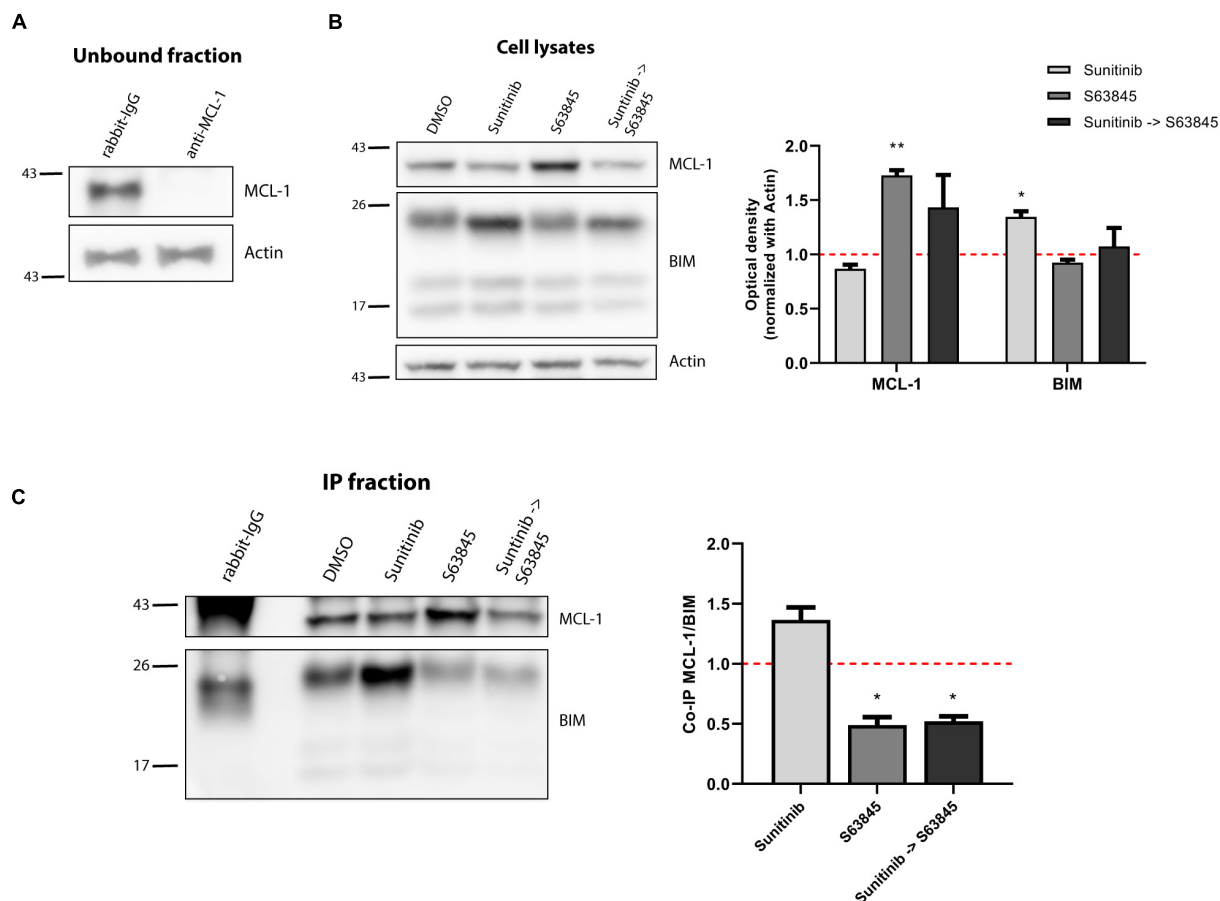 A
Unbound fraction
rabbit-IgG
anti-MCL-1
43
MCL-1
Actin
43
B
Cell lysates
DMSO
Sunitinib
S63845
Suntinib ->
S63845
43
MCL-1
26
BIM
17
Actin
43
Sunitinib
S63845
Sunitinib -> S63845
Optical density
(normalized with Actin)
2.0
1.5
1.0
0.5
0.0
**
*
MCL-1
BIM
C
IP fraction
rabbit-IgG
DMSO
Sunitinib
S63845
Suntinib ->
S63845
43
MCL-1
26
BIM
17
Co-IP MCL-1/BIM
2.0
1.5
1.0
0.5
0.0
*
*
Sunitinib
S63845
Sunitinib -> S63845